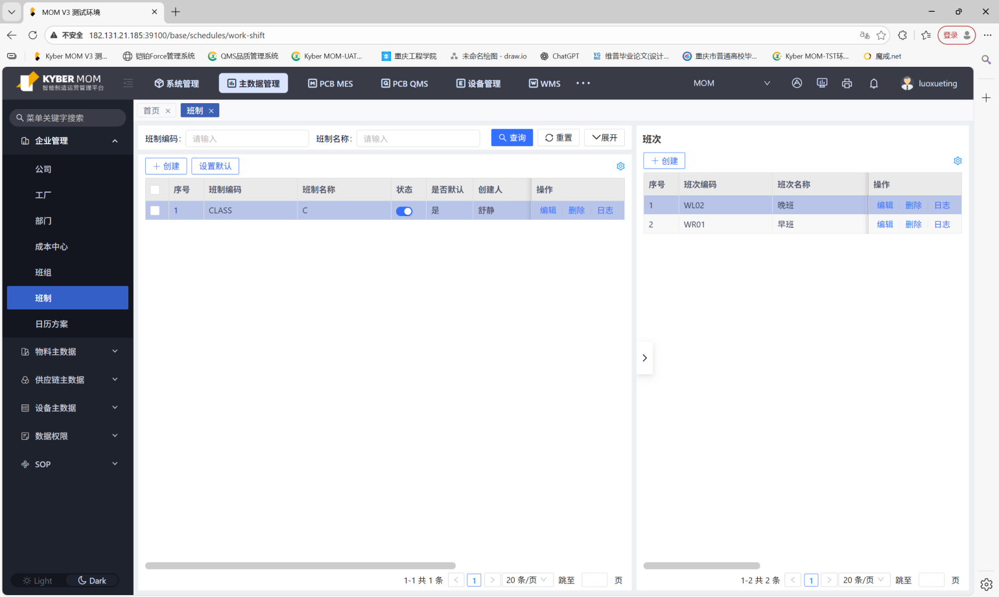 MOM V3 测试环境
不安全 182.131.21.185:39100/base/schedules/work-shift
登录
Kyber MOM V3 测... 铠铂Force管理系统 QMS品质管理系统 Kyber MOM-UAT... 重庆工程学院 未命名绘图 - draw.io ChatGPT 维普毕业论文(设计... 重庆市普通高校毕... Kyber MOM-TST环... 魔戒.net
KYBER MOM
智能制造运营管理平台
系统管理 主数据管理 PCB MES PCB QMS 设备管理 WMS ••• MOM luoxueting
菜单关键字搜索
企业管理
公司
工厂
部门
成本中心
班组
班制
日历方案
物料主数据
供应链主数据
设备主数据
数据权限
SOP
Light Dark
首页 班制
班制编码: 请输入 班制名称: 请输入 查询 重置 展开
创建 设置默认
序号 班制编码 班制名称 状态 是否默认 创建人 操作
1 CLASS C 是 舒静 编辑 删除 日志
1-1 共 1 条 1 20 条/页 跳至 页
班次
创建
序号 班次编码 班次名称 操作
1 WL02 晚班 编辑 删除 日志
2 WR01 早班 编辑 删除 日志
1-2 共 2 条 1 20 条/页 跳至 页